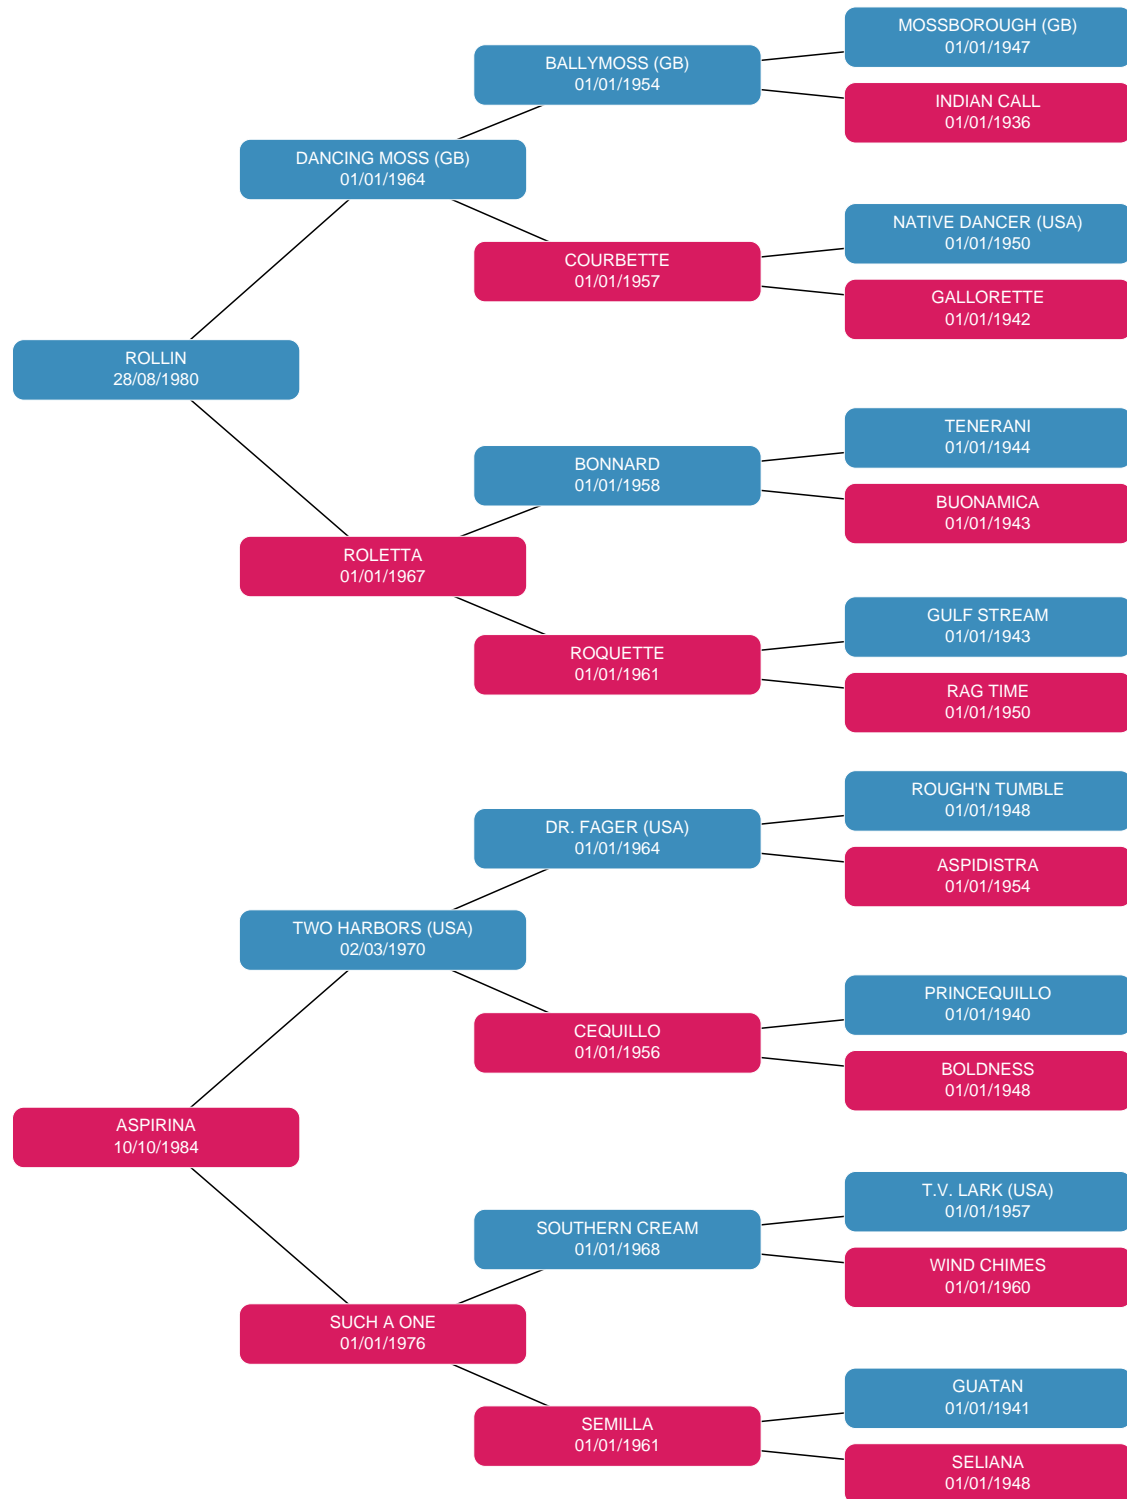 MOSSBOROUGH (GB)
01/01/1947
BALLYMOSS (GB)
01/01/1954
INDIAN CALL
01/01/1936
DANCING MOSS (GB)
01/01/1964
NATIVE DANCER (USA)
01/01/1950
COURBETTE
01/01/1957
GALLORETTE
01/01/1942
ROLLIN
28/08/1980
TENERANI
01/01/1944
BONNARD
01/01/1958
BUONAMICA
01/01/1943
ROLETTA
01/01/1967
GULF STREAM
01/01/1943
ROQUETTE
01/01/1961
RAG TIME
01/01/1950
ROUGH'N TUMBLE
01/01/1948
DR. FAGER (USA)
01/01/1964
ASPIDISTRA
01/01/1954
TWO HARBORS (USA)
02/03/1970
PRINCEQUILLO
01/01/1940
CEQUILLO
01/01/1956
BOLDNESS
01/01/1948
ASPIRINA
10/10/1984
T.V. LARK (USA)
01/01/1957
SOUTHERN CREAM
01/01/1968
WIND CHIMES
01/01/1960
SUCH A ONE
01/01/1976
GUATAN
01/01/1941
SEMILLA
01/01/1961
SELIANA
01/01/1948